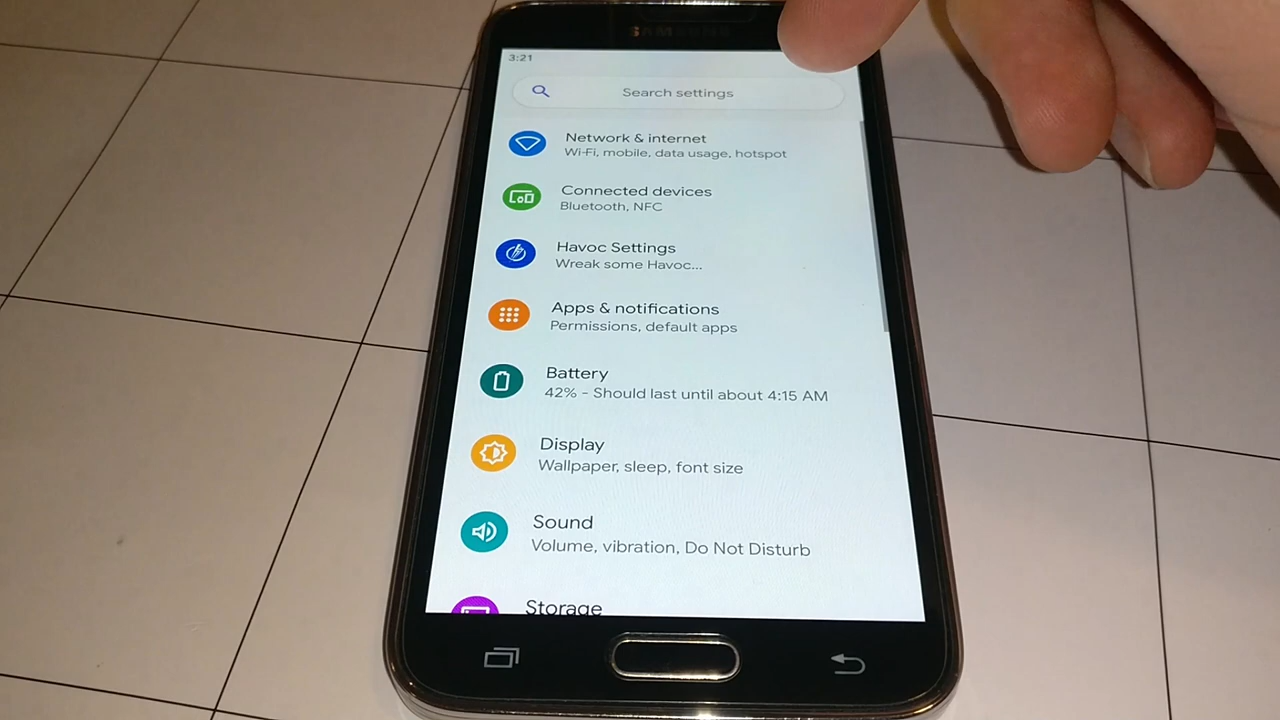 SAMSUNG
3:21
Search settings
Network & internet
Wi-Fi, mobile, data usage, hotspot
Connected devices
Bluetooth, NFC
Havoc Settings
Wreak some Havoc...
Apps & notifications
Permissions, default apps
Battery
42% - Should last until about 4:15 AM
Display
Wallpaper, sleep, font size
Sound
Volume, vibration, Do Not Disturb
Storage